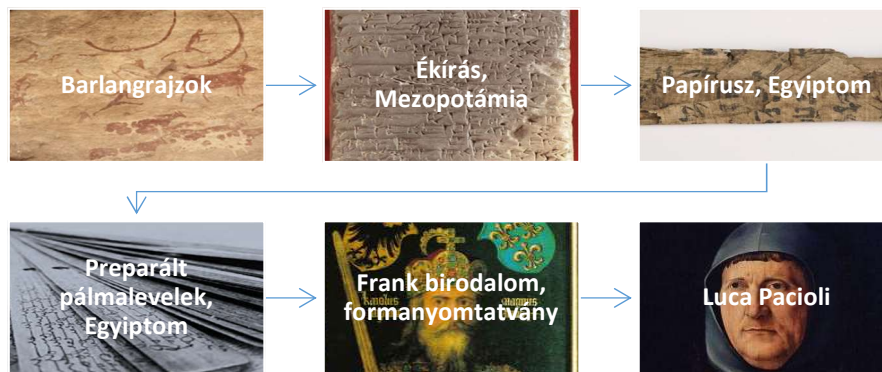 Barlangrajzok
Ékírás,
Mezopotámia
Papírusz, Egyiptom
Preparált
pálmalevelek,
Egyiptom
Frank birodalom,
formanyomtatvány
Luca Pacioli